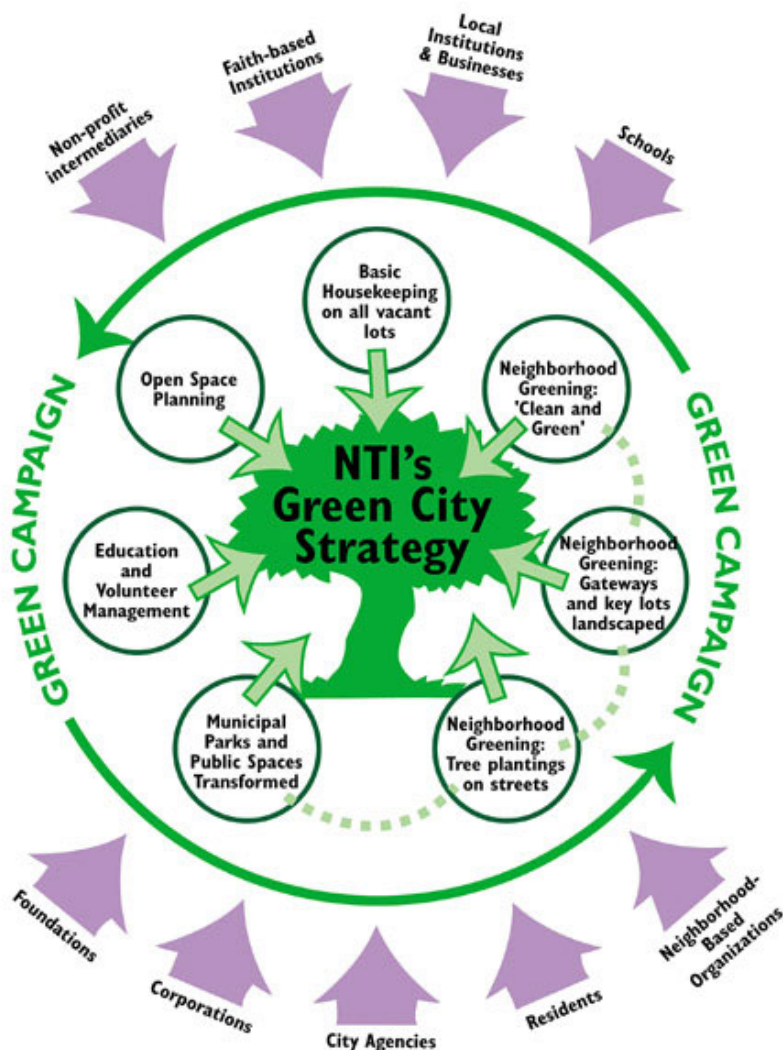 Non-profit
intermediaries
Faith-based
Institutions
Local
Institutions
& Businesses
Schools
Basic
Housekeeping
on all vacant
lots
Open Space
Planning
Neighborhood
Greening:
'Clean and
Green'
GREEN CAMPAIGN
NTI's
Green City
Strategy
GREEN CAMPAIGN
Education
and
Volunteer
Management
Neighborhood
Greening:
Gateways
and key lots
landscaped
Municipal
Parks and
Public Spaces
Transformed
Neighborhood
Greening:
Tree plantings
on streets
Foundations
Corporations
City Agencies
Residents
Neighborhood-
Based
Organizations